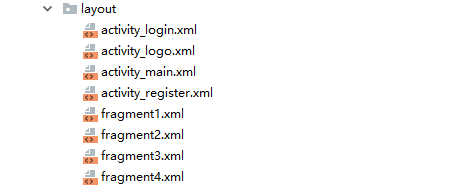 layout
activity_login.xml
activity_logo.xml
activity_main.xml
activity_register.xml
fragment1.xml
fragment2.xml
fragment3.xml
fragment4.xml